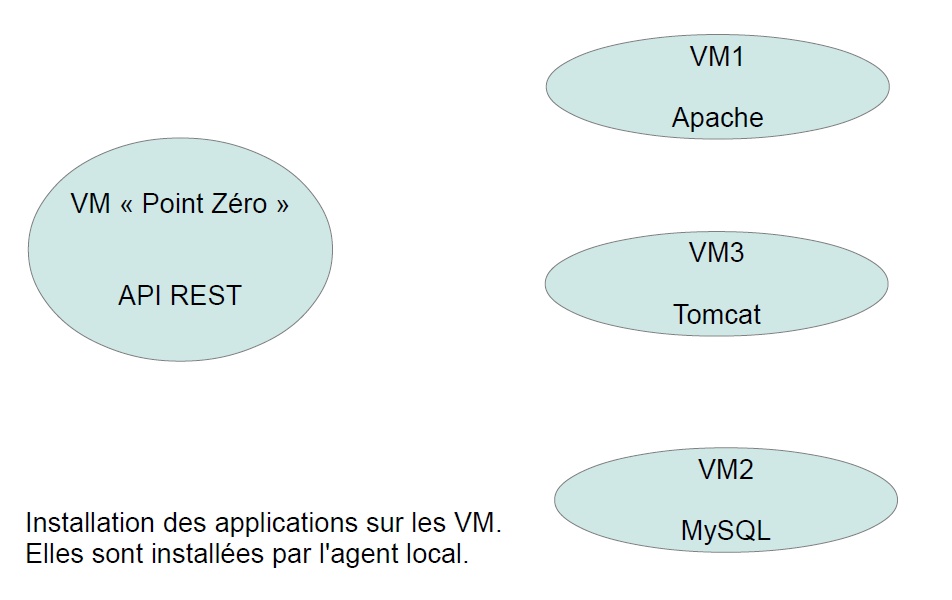 VM « Point Zéro »
API REST
VM1
Apache
VM3
Tomcat
VM2
MySQL
Installation des applications sur les VM.
Elles sont installées par l'agent local.